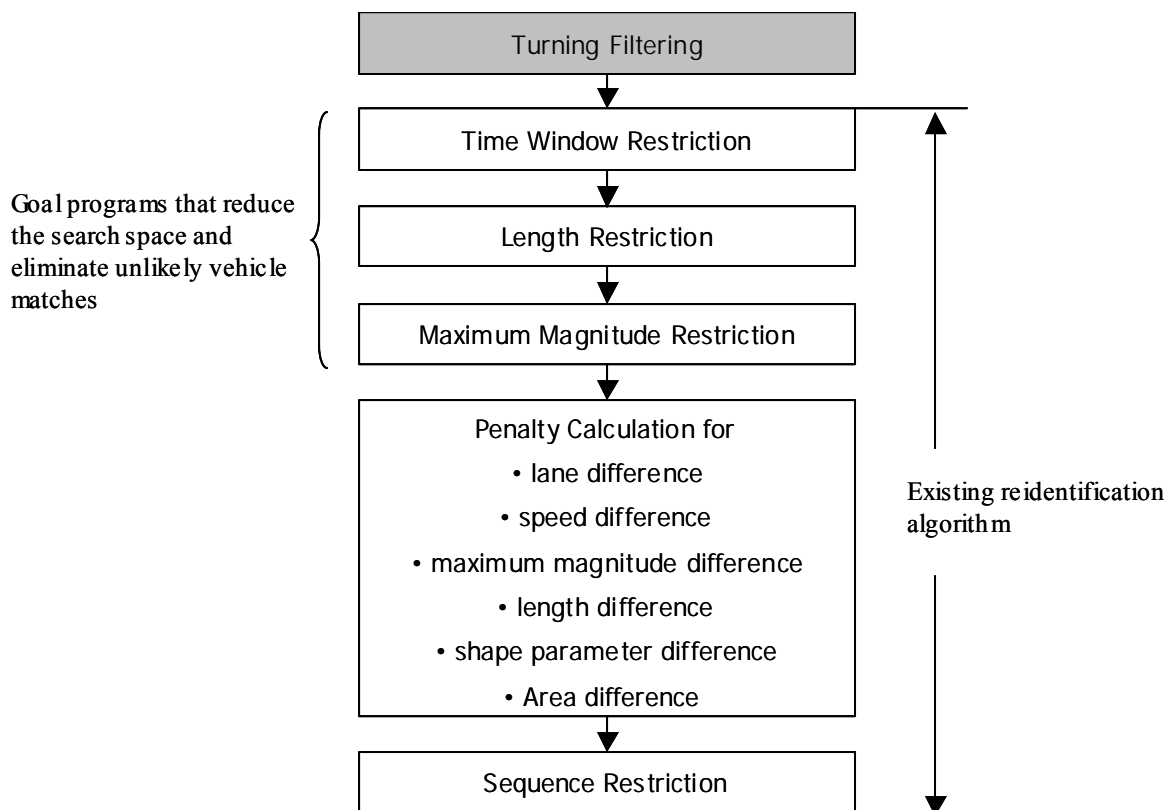 Turning Filtering
Time Window Restriction
Goal programs that reduce
the search space and
eliminate unlikely vehicle
matches
Length Restriction
Maximum Magnitude Restriction
Penalty Calculation for
• lane difference
• speed difference
• maximum magnitude difference
• length difference
• shape parameter difference
• Area difference
Existing reidentification
algorithm
Sequence Restriction